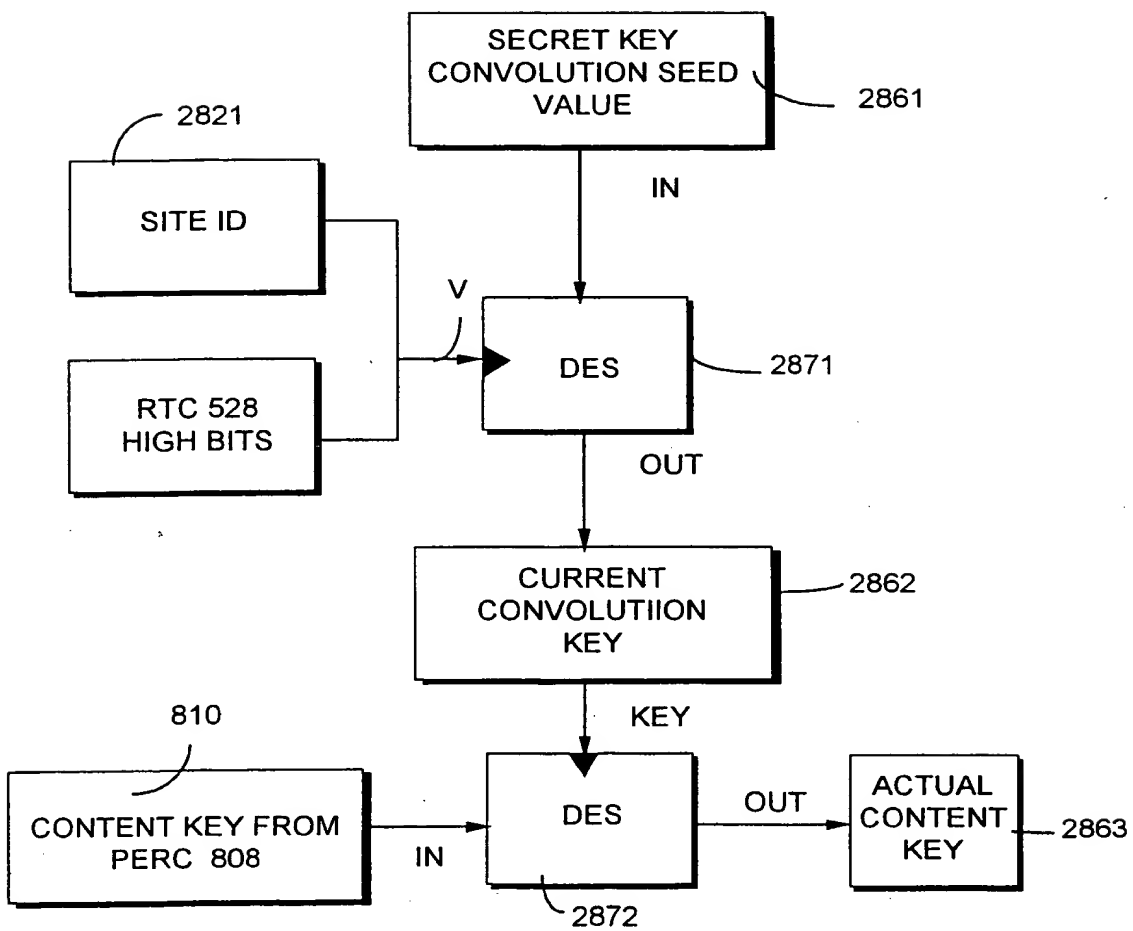 SECRET KEY
CONVOLUTION SEED
VALUE
2861
2821
SITE ID
IN
V
DES
2871
RTC 528
HIGH BITS
OUT
CURRENT
CONVOLUTIION
KEY
2862
KEY
810
CONTENT KEY FROM
PERC 808
IN
DES
OUT
ACTUAL
CONTENT
KEY
2863
2872